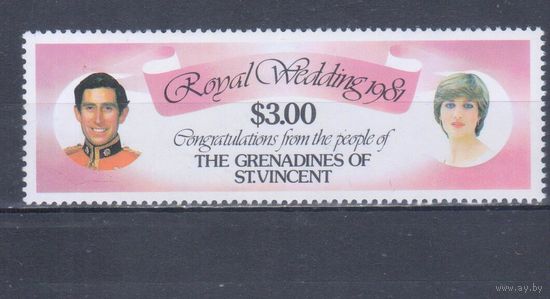 Royal Wedding 1981
$3.00
Congratulations from the people of
THE GRENADINES OF
ST.VINCENT
www.ay.by